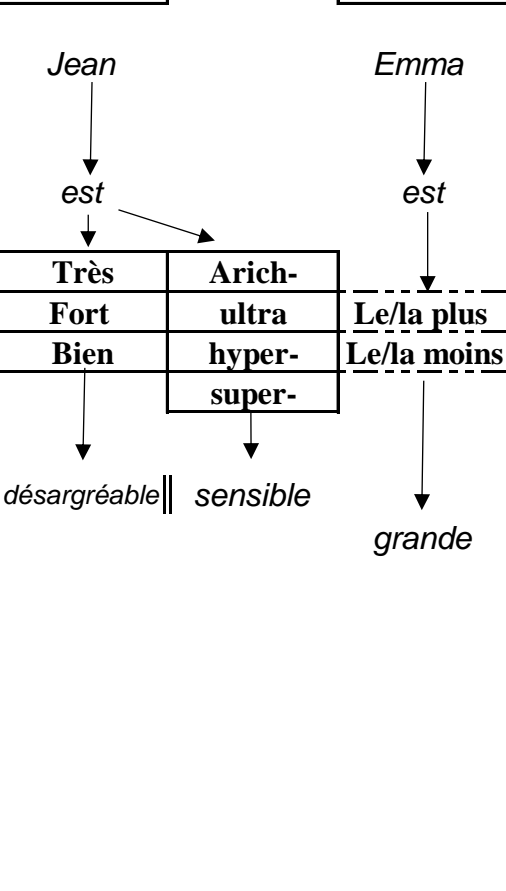 Jean Emma
est est
Très Arich-
Fort ultra Le/la plus
Bien hyper- Le/la moins
super-
désargréable sensible
grande